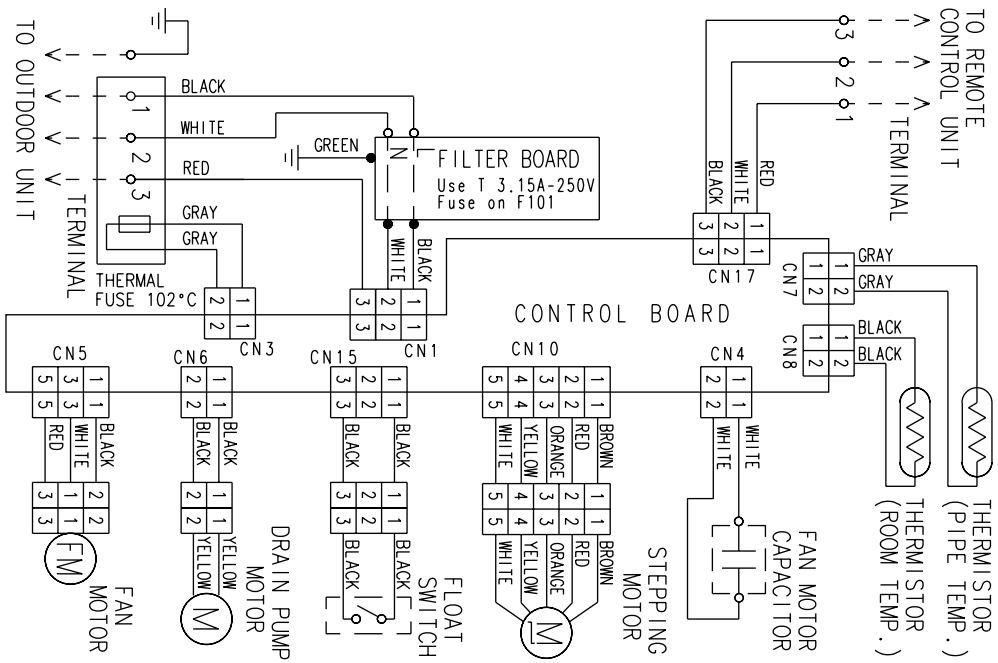 TO OUTDOOR UNIT
TERMINAL
1
2
3
BLACK
WHITE
RED
GRAY
GRAY
THERMAL
FUSE 102°C
GREEN
N
L
FILTER BOARD
Use T 3.15A-250V
Fuse on F101
WHITE
BLACK
TO REMOTE
CONTROL UNIT
TERMINAL
3
2
1
BLACK
WHITE
RED
3 2 1
3 2 1
CN17
2 1
2 1
CN3
3 2 1
3 2 1
CN1
CONTROL BOARD
CN7
1 1
2 2
GRAY
GRAY
CN8
1 1
2 2
BLACK
BLACK
THERMISTOR
(PIPE TEMP.)
THERMISTOR
(ROOM TEMP.)
CN5
5 3 1
5 3 1
RED
WHITE
BLACK
3 1 2
3 1 2
FM
FAN
MOTOR
CN6
2 1
2 1
BLACK
BLACK
2 1
2 1
YELLOW
YELLOW
M
DRAIN PUMP
MOTOR
CN15
3 2 1
3 2 1
BLACK
BLACK
3 2 1
3 2 1
BLACK
BLACK
FLOAT
SWITCH
CN10
5 4 3 2 1
5 4 3 2 1
WHITE
YELLOW
ORANGE
RED
BROWN
5 4 3 2 1
5 4 3 2 1
WHITE
YELLOW
ORANGE
RED
BROWN
M
STEPPING
MOTOR
CN4
2 1
2 1
WHITE
WHITE
FAN MOTOR
CAPACITOR